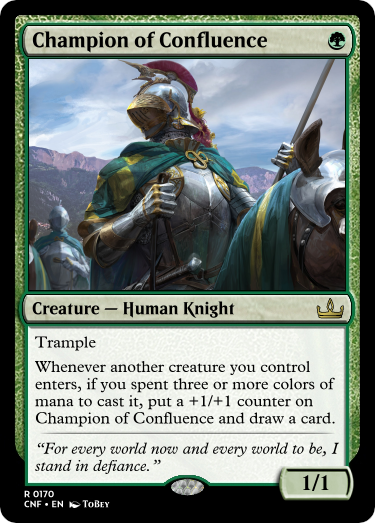 Champion of Confluence
Creature — Human Knight
Trample
Whenever another creature you control
enters, if you spent three or more colors of
mana to cast it, put a +1/+1 counter on
Champion of Confluence and draw a card.
“For every world now and every world to be, I
stand in defiance.”
1/1
R 0170
CNF • EN ToBey